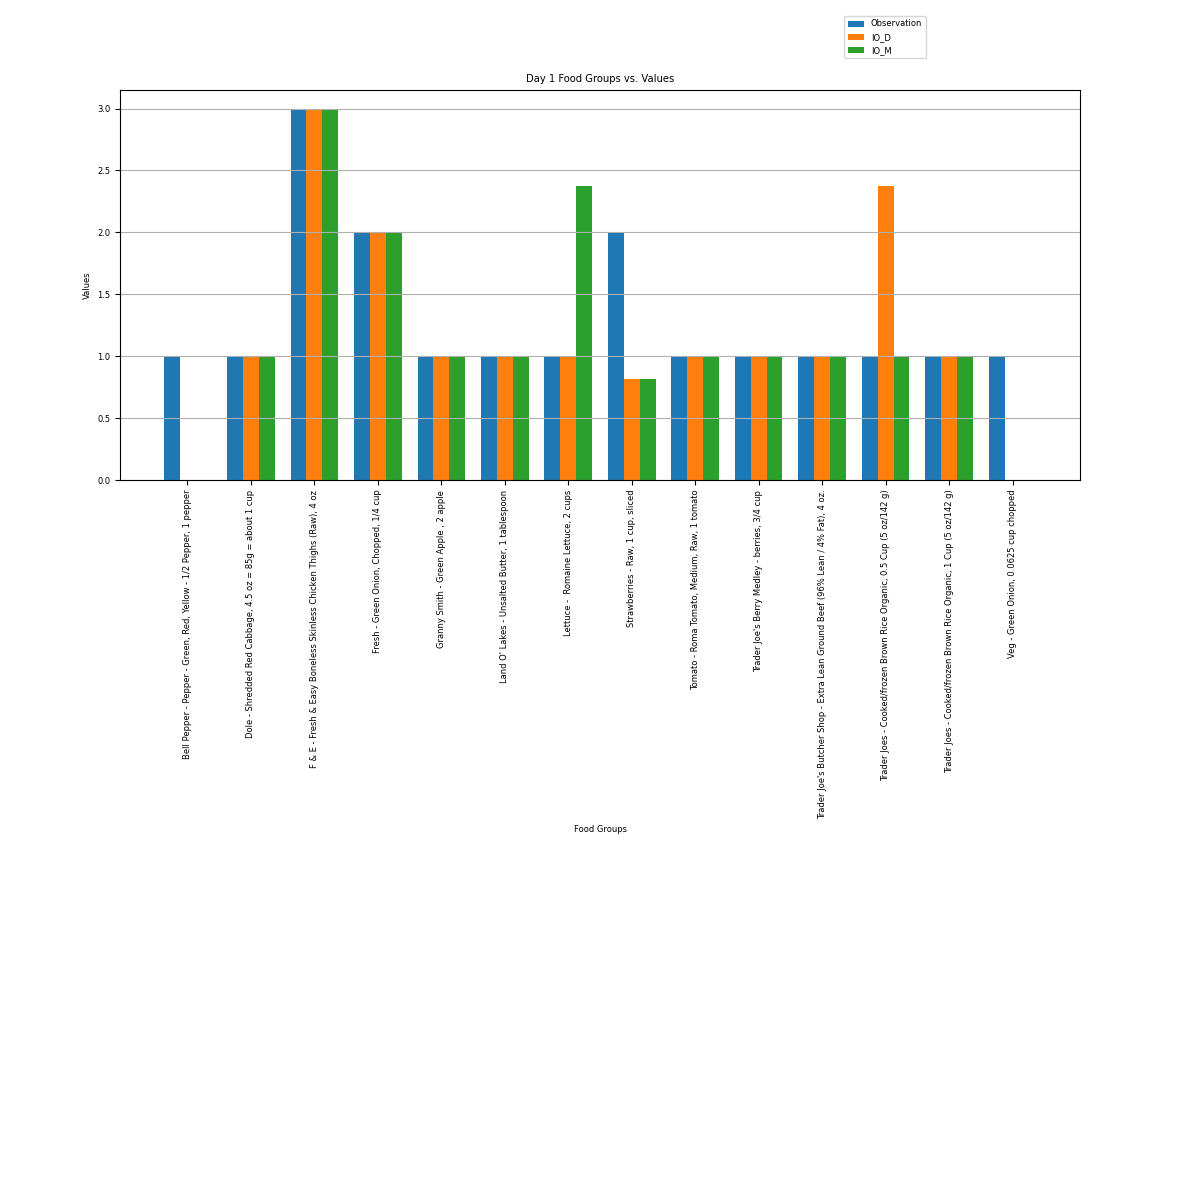 Observation
IO_D
IO_M
Day 1 Food Groups vs. Values
3.0
2.5
2.0
1.5
1.0
0.5
0.0
Values
Bell Pepper - Pepper - Green, Red, Yellow - 1/2 Pepper, 1 pepper
Dole - Shredded Red Cabbage, 4.5 oz = 85g = about 1 cup
F & E - Fresh & Easy Boneless Skinless Chicken Thighs (Raw), 4 oz
Fresh - Green Onion, Chopped, 1/4 cup
Granny Smith - Green Apple , 2 apple
Land O' Lakes - Unsalted Butter, 1 tablespoon
Lettuce -  Romaine Lettuce, 2 cups
Strawberries - Raw, 1 cup, sliced
Tomato - Roma Tomato, Medium, Raw, 1 tomato
Trader Joe's Berry Medley - berries, 3/4 cup
Trader Joe's Butcher Shop - Extra Lean Ground Beef (96% Lean / 4% Fat), 4 oz.
Trader Joes - Cooked/frozen Brown Rice Organic, 0.5 Cup (5 oz/142 g)
Trader Joes - Cooked/frozen Brown Rice Organic, 1 Cup (5 oz/142 g)
Veg - Green Onion, 0.0625 cup chopped
Food Groups